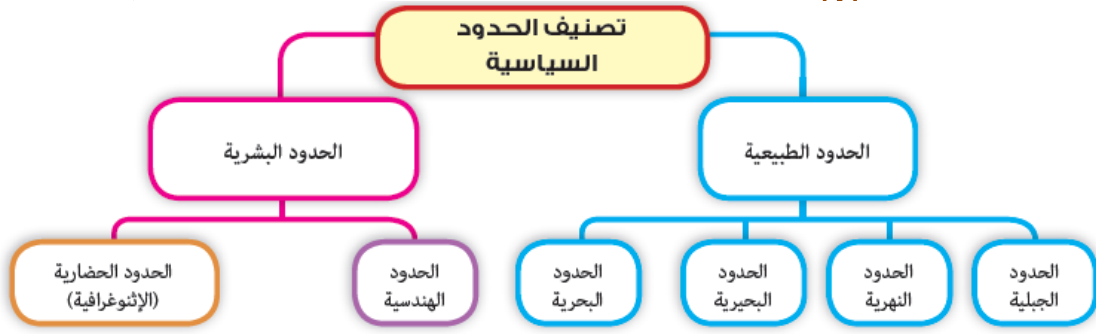 تصنيف الحدود
السياسية
الحدود الطبيعية
الحدود البشرية
الحدود
الجبلية
الحدود
النهرية
الحدود
البحيرية
الحدود
البحرية
الحدود
الهندسية
الحدود الحضارية
(الإثنوغرافية)